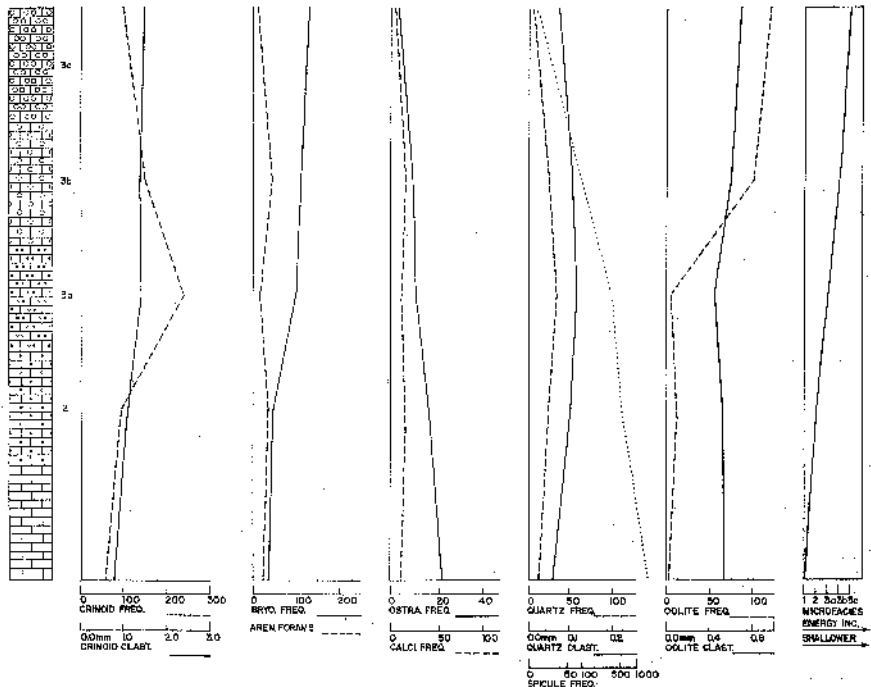 3c
3b
3a
2
0 100 200 300
CRINOID FREQ.
0.0mm 1.0 2.0 3.0
CRINOID CLAST.
0 100 200
BRYO. FREQ.
AREN. FORAMS
0 20 40
OSTRA. FREQ.
0 50 100
CALCI FREQ.
0 50 100
QUARTZ FREQ.
0.0mm 0.1 0.2
QUARTZ CLAST.
0 50 100 500 1000
SPICULE FREQ.
0 50 100
OOLITE FREQ.
0.0mm 0.4 0.8
OOLITE CLAST.
1 2 3a3b3c
MICROFACIES
ENERGY INC.
SHALLOWER